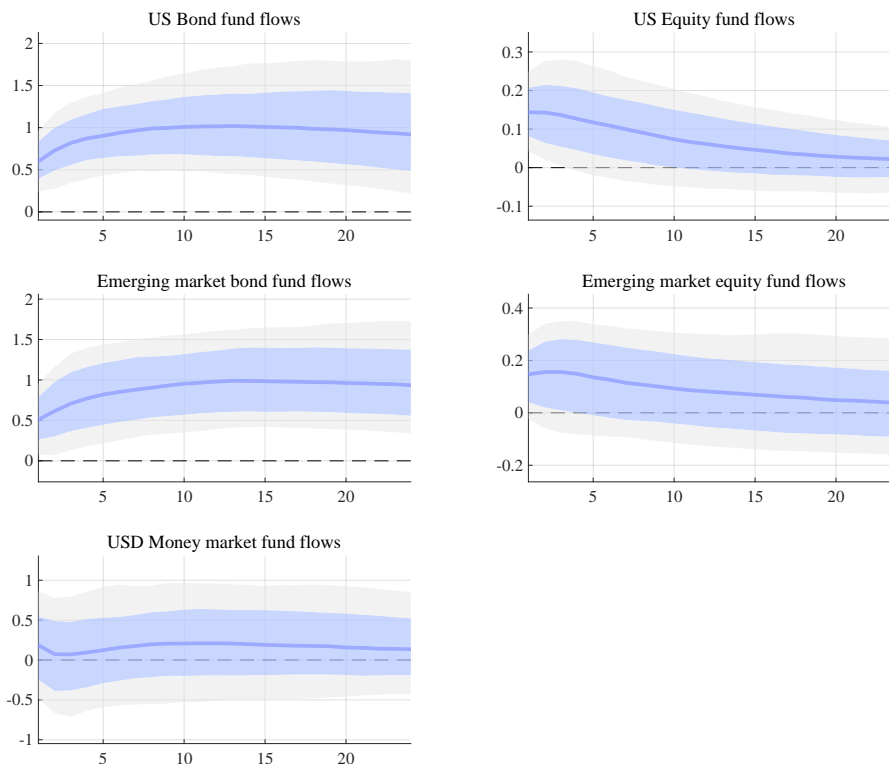 US Bond fund flows
2
1.5
1
0.5
0
5 10 15 20
US Equity fund flows
0.3
0.2
0.1
0
-0.1
5 10 15 20
Emerging market bond fund flows
2
1.5
1
0.5
0
5 10 15 20
Emerging market equity fund flows
0.4
0.2
0
-0.2
5 10 15 20
USD Money market fund flows
1
0.5
0
-0.5
-1
5 10 15 20